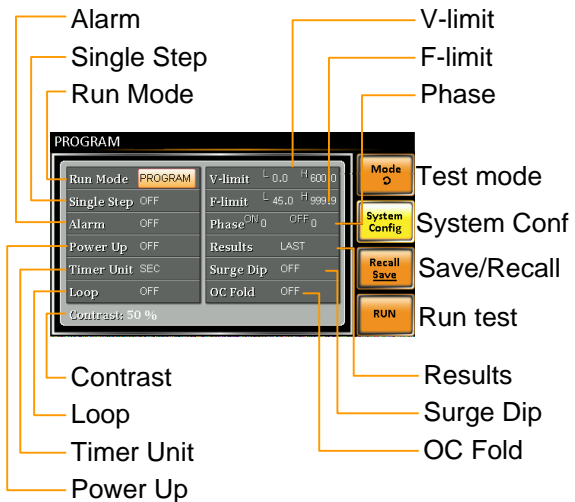 Alarm
Single Step
Run Mode
V-limit
F-limit
Phase
PROGRAM
Run Mode PROGRAM
Single Step OFF
Alarm OFF
Power Up OFF
Timer Unit SEC
Loop OFF
Contrast: 50 %
V-limit L 0.0 H 600.0
F-limit L 45.0 H 999.9
Phase ON 0 OFF 0
Results LAST
Surge Dip OFF
OC Fold OFF
Mode
System
Config
Recall
Save
RUN
Test mode
System Conf
Save/Recall
Run test
Contrast
Loop
Timer Unit
Power Up
Results
Surge Dip
OC Fold